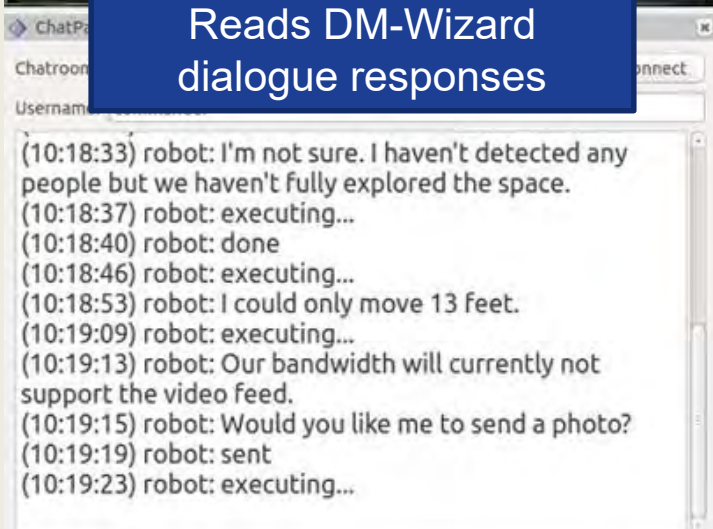 Reads DM-Wizard
dialogue responses
ChatPa
Chatroom
onnect
Username
(10:18:33) robot: I'm not sure. I haven't detected any
people but we haven't fully explored the space.
(10:18:37) robot: executing...
(10:18:40) robot: done
(10:18:46) robot: executing...
(10:18:53) robot: I could only move 13 feet.
(10:19:09) robot: executing...
(10:19:13) robot: Our bandwidth will currently not
support the video feed.
(10:19:15) robot: Would you like me to send a photo?
(10:19:19) robot: sent
(10:19:23) robot: executing...